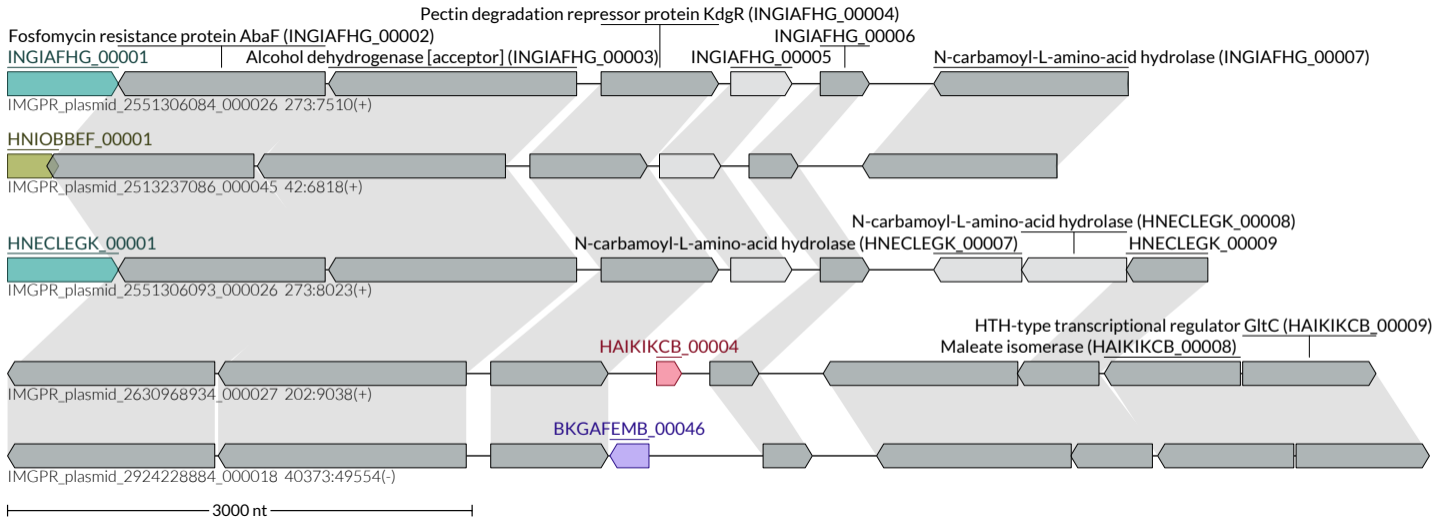 Pectin degradation repressor protein KdgR (INGIAFHG_00004)
Fosfomycin resistance protein AbaF (INGIAFHG_00002) INGIAFHG_00006
INGIAFHG_00001 Alcohol dehydrogenase [acceptor] (INGIAFHG_00003) INGIAFHG_00005 N-carbamoyl-L-amino-acid hydrolase (INGIAFHG_00007)
IMGPR_plasmid_2551306084_000026 273:7510(+)
HNIOBBEF_00001
IMGPR_plasmid_2513237086_000045 42:6818(+)
N-carbamoyl-L-amino-acid hydrolase (HNECLEGK_00008)
HNECLEGK_00001 N-carbamoyl-L-amino-acid hydrolase (HNECLEGK_00007) HNECLEGK_00009
IMGPR_plasmid_2551306093_000026 273:8023(+)
HTH-type transcriptional regulator GltC (HAIKIKCB_00009)
HAIKIKCB_00004 Maleate isomerase (HAIKIKCB_00008)
IMGPR_plasmid_2630968934_000027 202:9038(+)
BKGAFEMB_00046
IMGPR_plasmid_2924228884_000018 40373:49554(-)
3000 nt